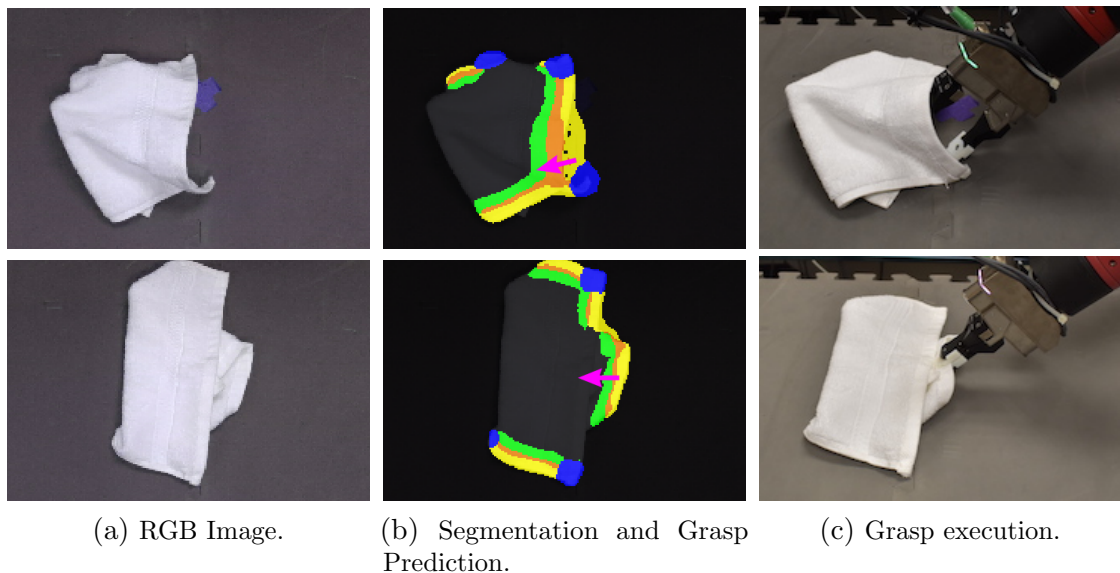 (a) RGB Image.
(b) Segmentation and Grasp
Prediction.
(c) Grasp execution.